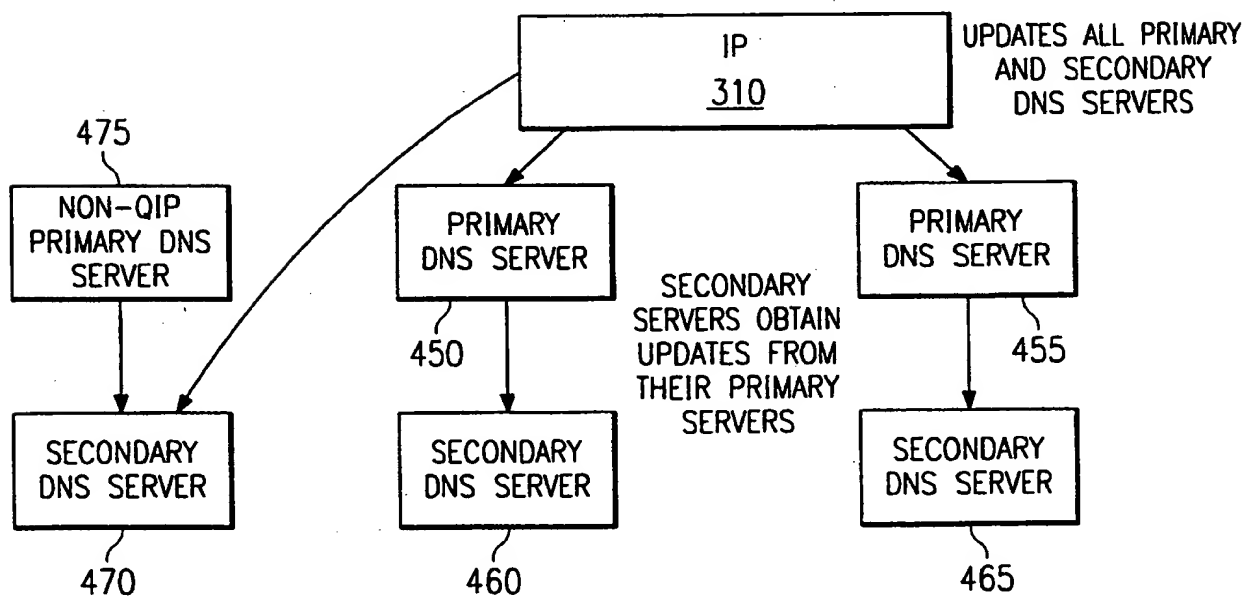 IP
310
UPDATES ALL PRIMARY
AND SECONDARY
DNS SERVERS
475
NON-QIP
PRIMARY DNS
SERVER
PRIMARY
DNS SERVER
450
PRIMARY
DNS SERVER
455
SECONDARY
SERVERS OBTAIN
UPDATES FROM
THEIR PRIMARY
SERVERS
SECONDARY
DNS SERVER
470
SECONDARY
DNS SERVER
460
SECONDARY
DNS SERVER
465